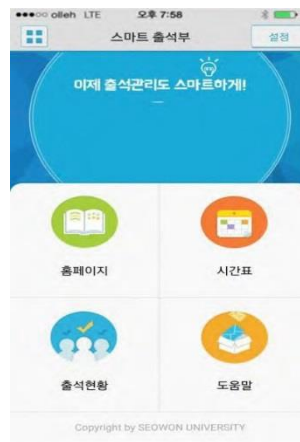 olleh LTE 오후 7:58
스마트 출석부 설정
이제 출석관리도 스마트하게!
홈페이지 시간표
출석현황 도움말
Copyright by SEOWON UNIVERSITY